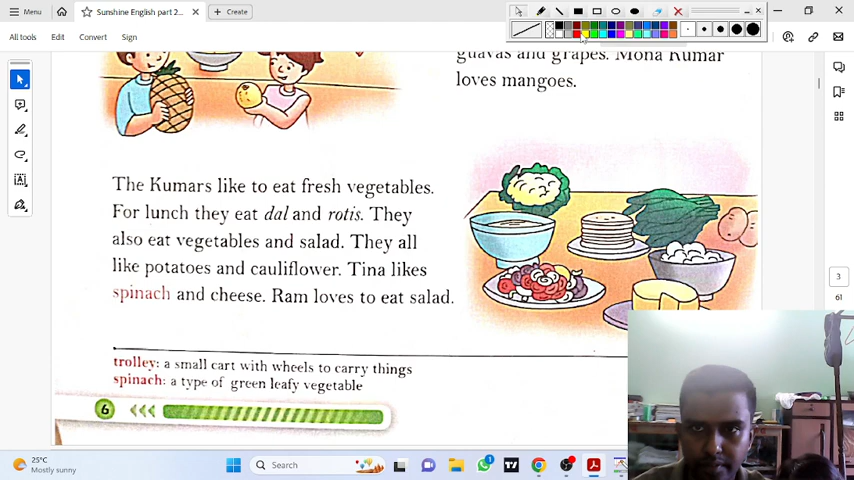 Menu
Sunshine English part 2...
Create
All tools
Edit
Convert
Sign
guavas and grapes. Mona Kumar
loves mangoes.
The Kumars like to eat fresh vegetables.
For lunch they eat dal and rotis. They
also eat vegetables and salad. They all
like potatoes and cauliflower. Tina likes
spinach and cheese. Ram loves to eat salad.
trolley: a small cart with wheels to carry things
spinach: a type of green leafy vegetable
6
3
61
25°C
Mostly sunny
Search